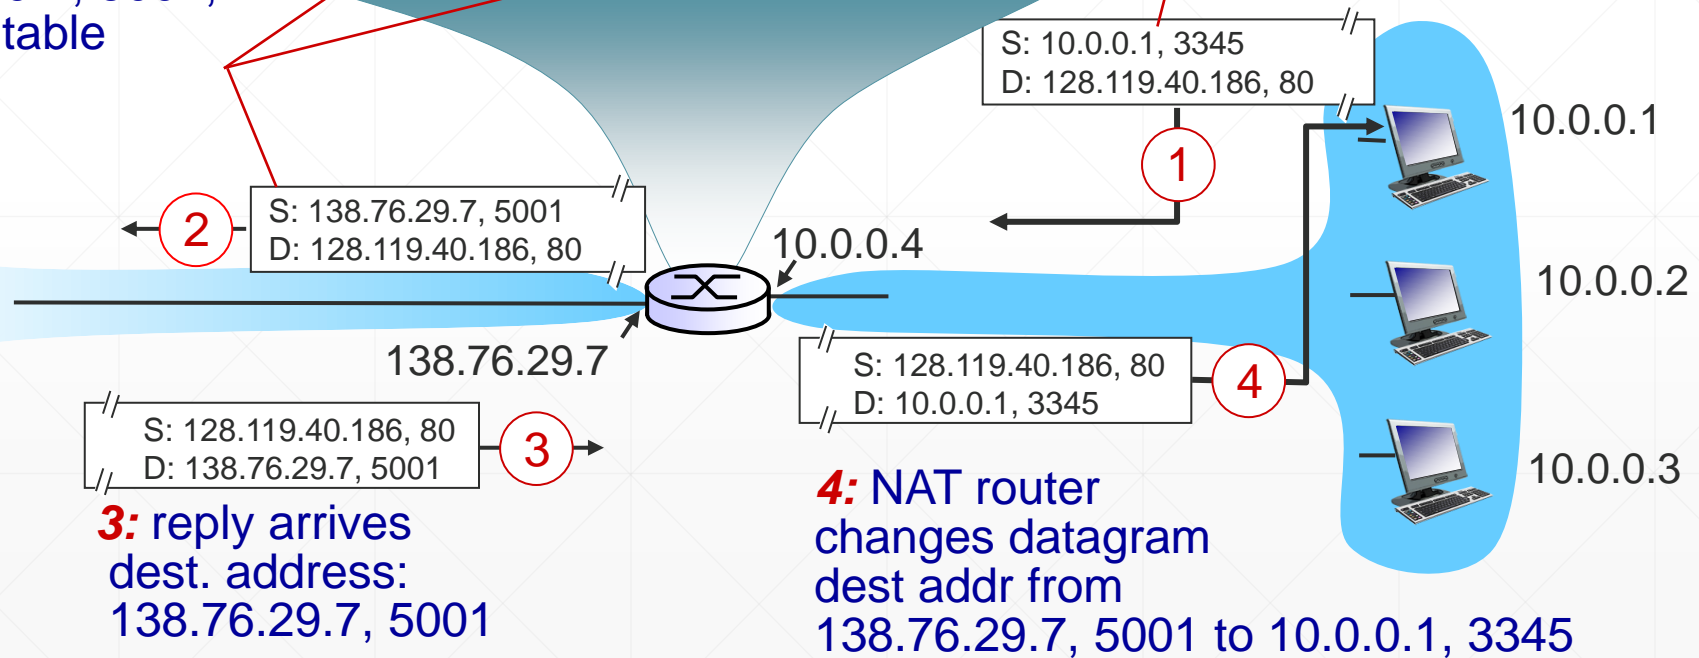 table
S: 10.0.0.1, 3345
D: 128.119.40.186, 80
10.0.0.1
1
2
S: 138.76.29.7, 5001
D: 128.119.40.186, 80
10.0.0.4
10.0.0.2
138.76.29.7
S: 128.119.40.186, 80
D: 10.0.0.1, 3345
4
S: 128.119.40.186, 80
D: 138.76.29.7, 5001
3
10.0.0.3
3: reply arrives
dest. address:
138.76.29.7, 5001
4: NAT router
changes datagram
dest addr from
138.76.29.7, 5001 to 10.0.0.1, 3345